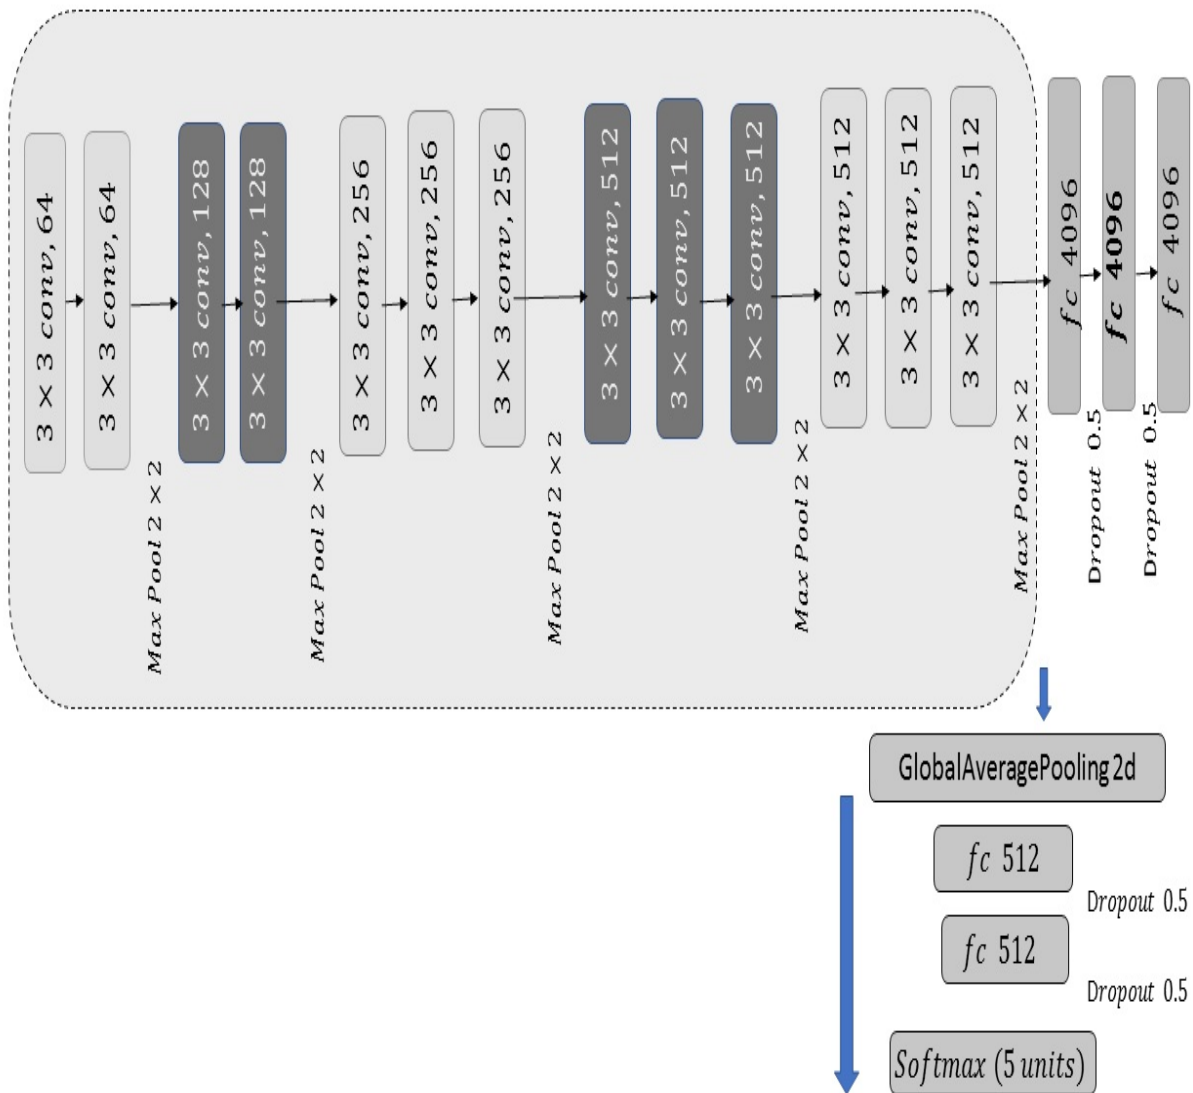 3 × 3 conv, 64
3 × 3 conv, 64
Max Pool 2 × 2
3 × 3 conv, 128
3 × 3 conv, 128
Max Pool 2 × 2
3 × 3 conv, 256
3 × 3 conv, 256
3 × 3 conv, 256
Max Pool 2 × 2
3 × 3 conv, 512
3 × 3 conv, 512
3 × 3 conv, 512
Max Pool 2 × 2
3 × 3 conv, 512
3 × 3 conv, 512
3 × 3 conv, 512
Max Pool 2 × 2
fc 4096
Dropout 0.5
fc 4096
Dropout 0.5
fc 4096
GlobalAveragePooling2d
fc 512
Dropout 0.5
fc 512
Dropout 0.5
Softmax (5 units)